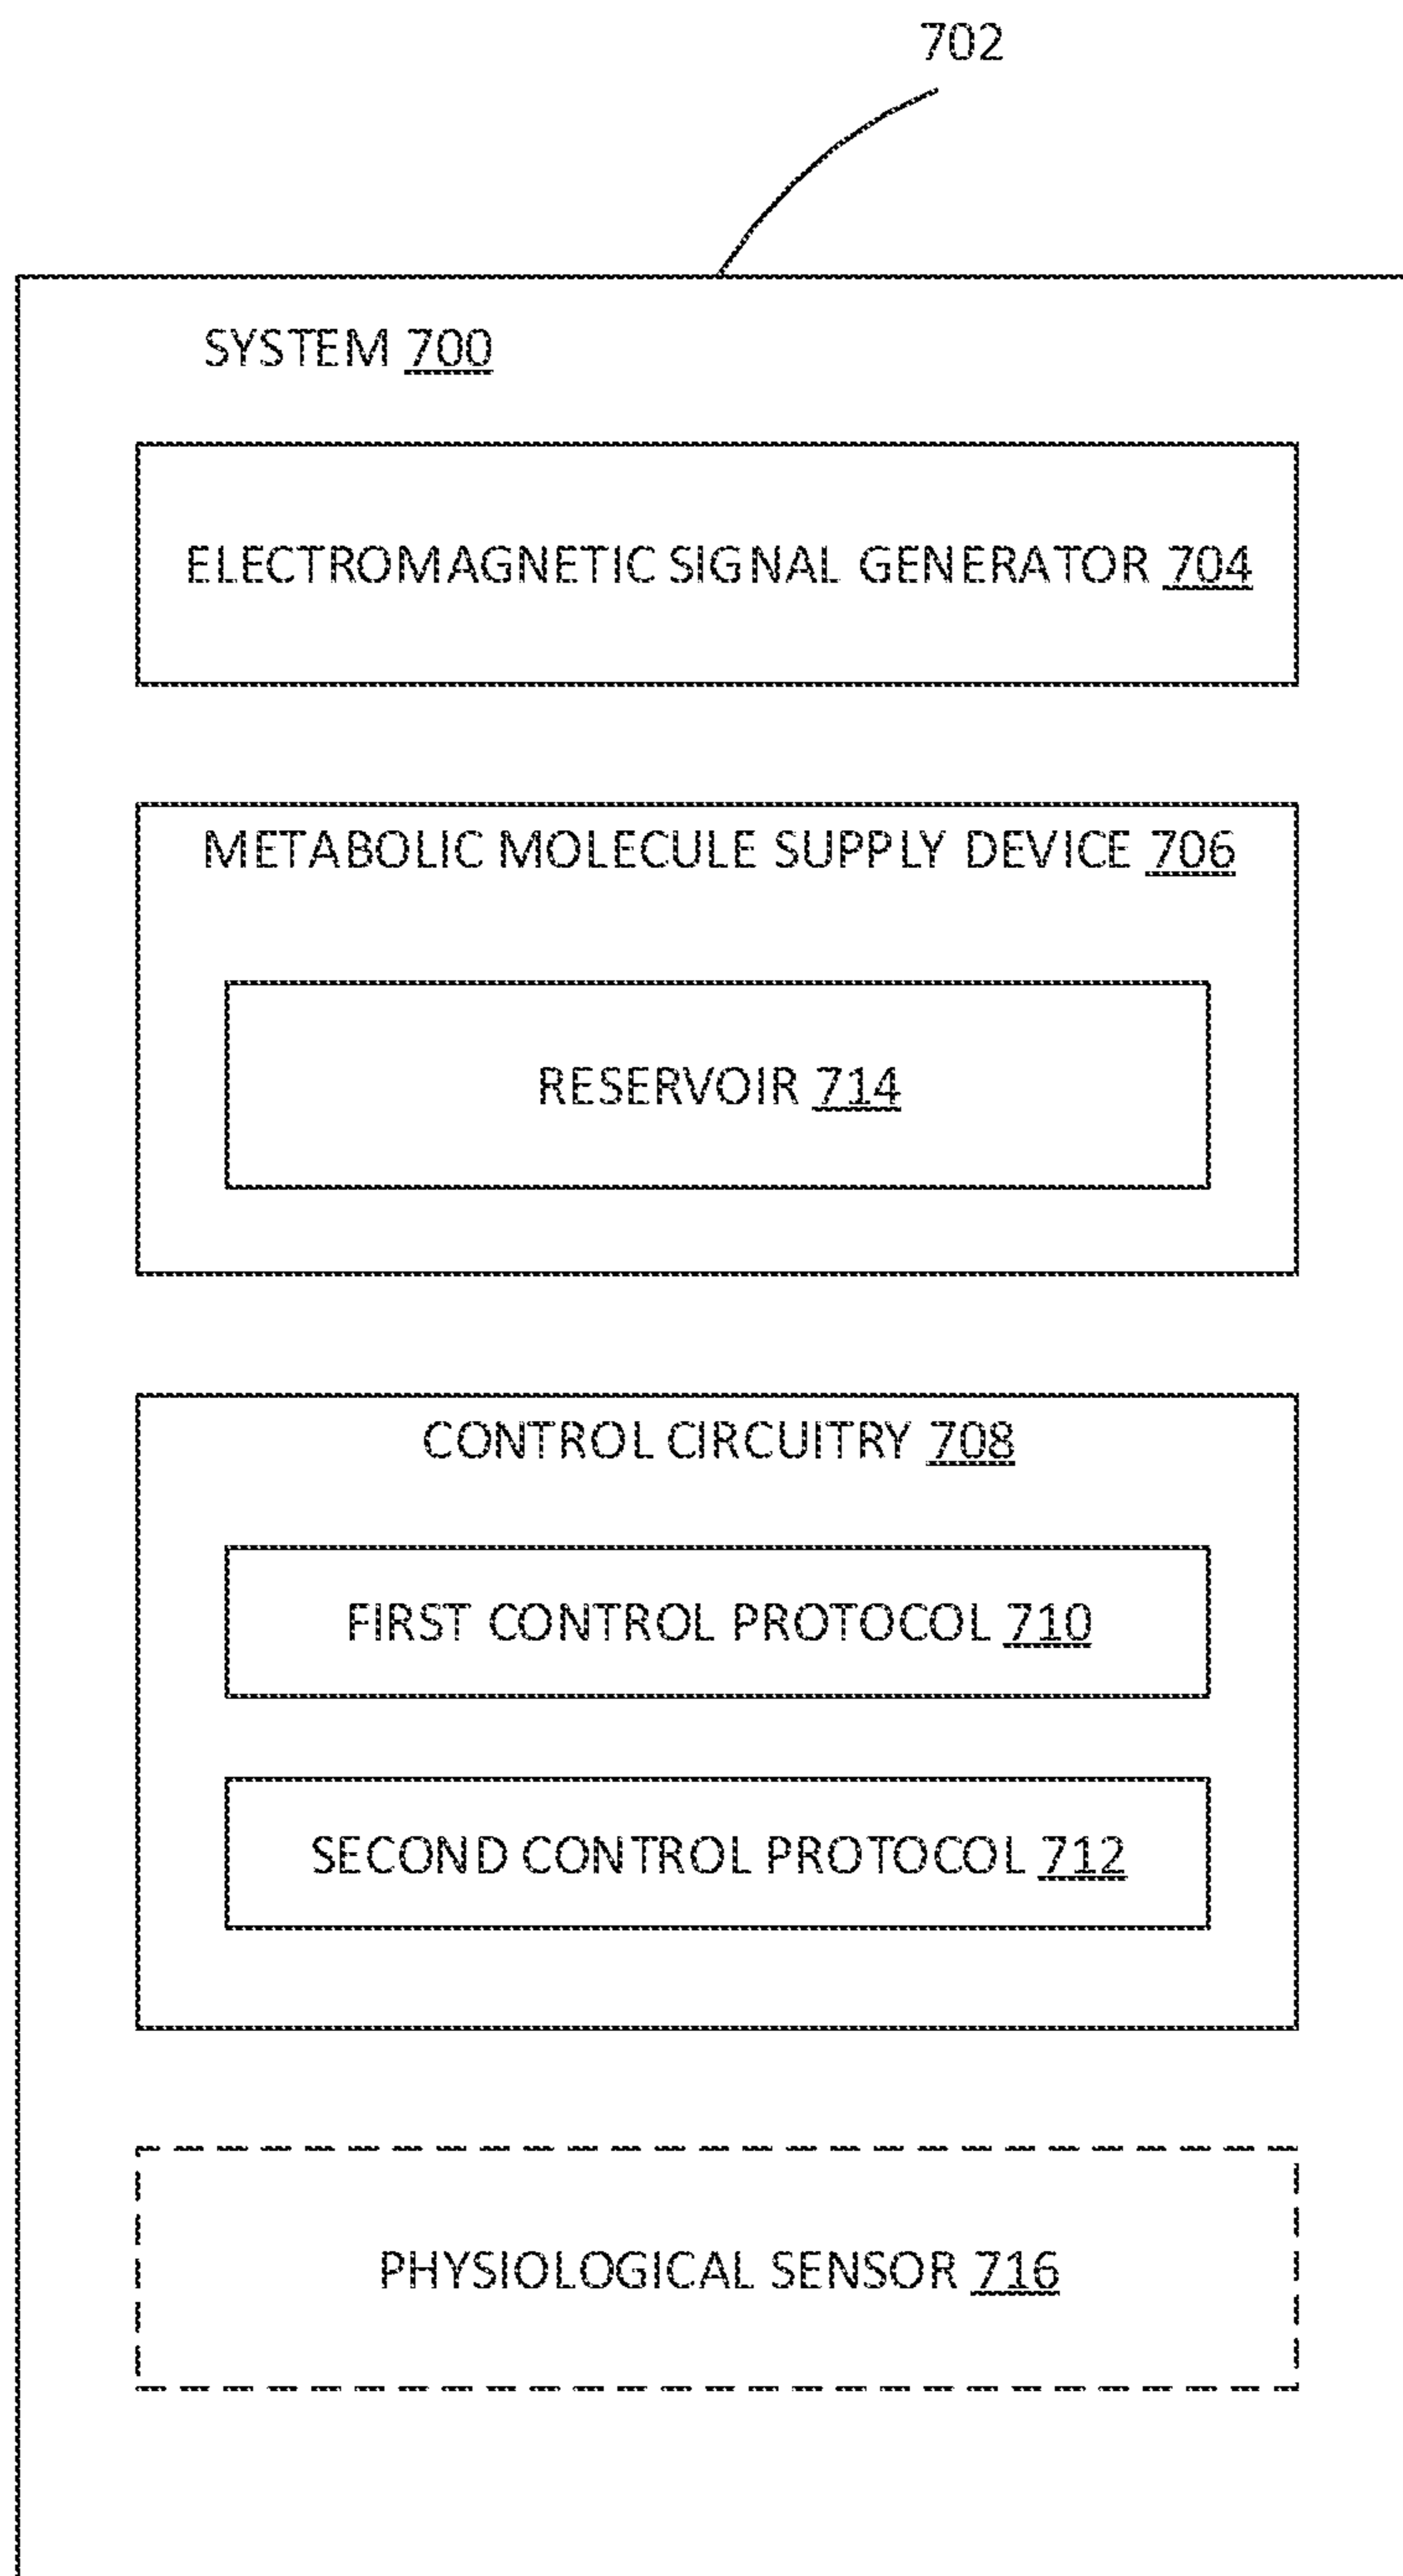 702
SYSTEM 700
ELECTROMAGNETIC SIGNAL GENERATOR 704
METABOLIC MOLECULE SUPPLY DEVICE 706
RESERVOIR 714
CONTROL CIRCUITRY 708
FIRST CONTROL PROTOCOL 710
SECOND CONTROL PROTOCOL 712
PHYSIOLOGICAL SENSOR 716